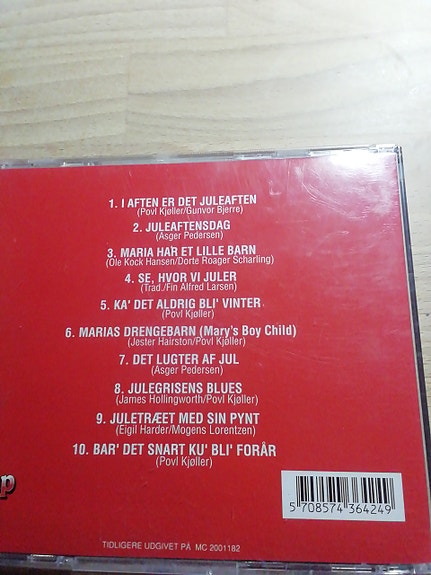 1. I AFTEN ER DET JULEAFTEN
(Povl Kjøller/Gunvor Bjerre)
2. JULEAFTENSDAG
(Asger Pedersen)
3. MARIA HAR ET LILLE BARN
(Ole Kock Hansen/Dorte Roager Scharling)
4. SE, HVOR VI JULER
(Trad./Fin Alfred Larsen)
5. KA' DET ALDRIG BLI' VINTER
(Povl Kjøller)
6. MARIAS DRENGEBARN (Mary's Boy Child)
(Jester Hairston/Povl Kjøller)
7. DET LUGTER AF JUL
(Asger Pedersen)
8. JULEGRISENS BLUES
(James Hollingworth/Povl Kjøller)
9. JULETRÆET MED SIN PYNT
(Eigil Harder/Mogens Lorentzen)
10. BAR' DET SNART KU' BLI' FORÅR
(Povl Kjøller)
p
5 708574 364249
TIDLIGERE UDGIVET PÅ MC 2001182